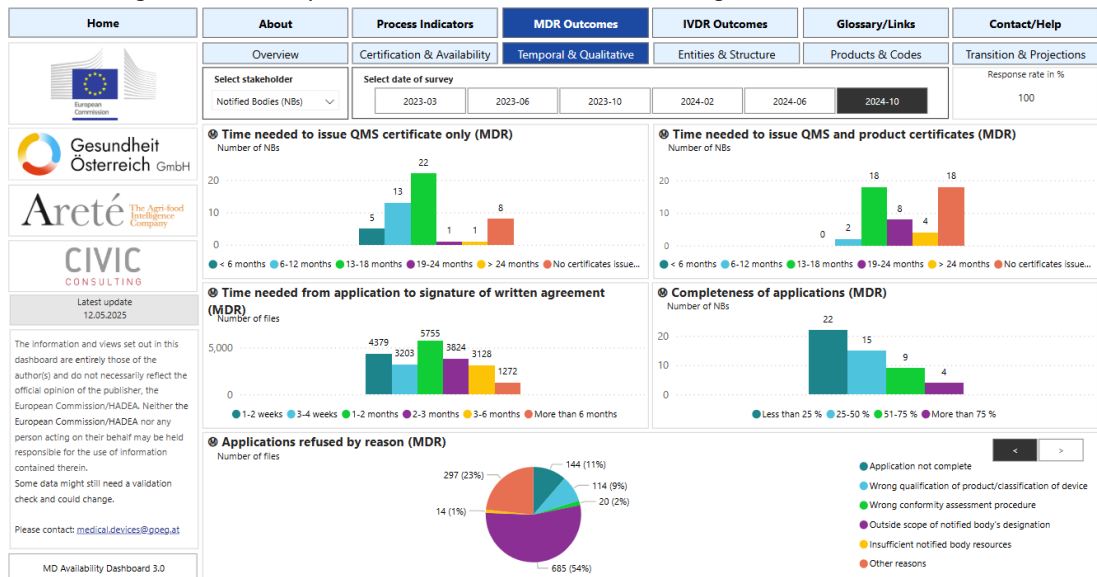 Home
About
Process Indicators
MDR Outcomes
IVDR Outcomes
Glossary/Links
Contact/Help
Overview
Certification & Availability
Temporal & Qualitative
Entities & Structure
Products & Codes
Transition & Projections
European
Commission
Gesundheit
Österreich GmbH
Areté The Agri-food
Intelligence
Company
CIVIC
CONSULTING
Latest update
12.05.2025
The information and views set out in this
dashboard are entirely those of the
author(s) and do not necessarily reflect the
official opinion of the publisher, the
European Commission/HADEA. Neither the
European Commission/HADEA nor any
person acting on their behalf may be held
responsible for the use of information
contained therein.
Some data might still need a validation
check and could change.
Please contact: medical.devices@goeg.at
MD Availability Dashboard 3.0
Select stakeholder
Notified Bodies (NBs)
Select date of survey
2023-03
2023-06
2023-10
2024-02
2024-06
2024-10
Response rate in %
100
Time needed to issue QMS certificate only (MDR)
Number of NBs
20
10
0
5
13
22
1
1
8
< 6 months
6-12 months
13-18 months
19-24 months
> 24 months
No certificates issue...
Time needed to issue QMS and product certificates (MDR)
Number of NBs
20
10
0
0
2
18
8
4
18
< 6 months
6-12 months
13-18 months
19-24 months
> 24 months
No certificates issue...
Time needed from application to signature of written agreement
(MDR)
Number of files
5,000
0
4379
3203
5755
3824
3128
1272
1-2 weeks
3-4 weeks
1-2 months
2-3 months
3-6 months
More than 6 months
Completeness of applications (MDR)
Number of NBs
20
10
0
22
15
9
4
Less than 25 %
25-50 %
51-75 %
More than 75 %
Applications refused by reason (MDR)
Number of files
144 (11%)
114 (9%)
20 (2%)
685 (54%)
14 (1%)
297 (23%)
<
>
Application not complete
Wrong qualification of product/classification of device
Wrong conformity assessment procedure
Outside scope of notified body's designation
Insufficient notified body resources
Other reasons